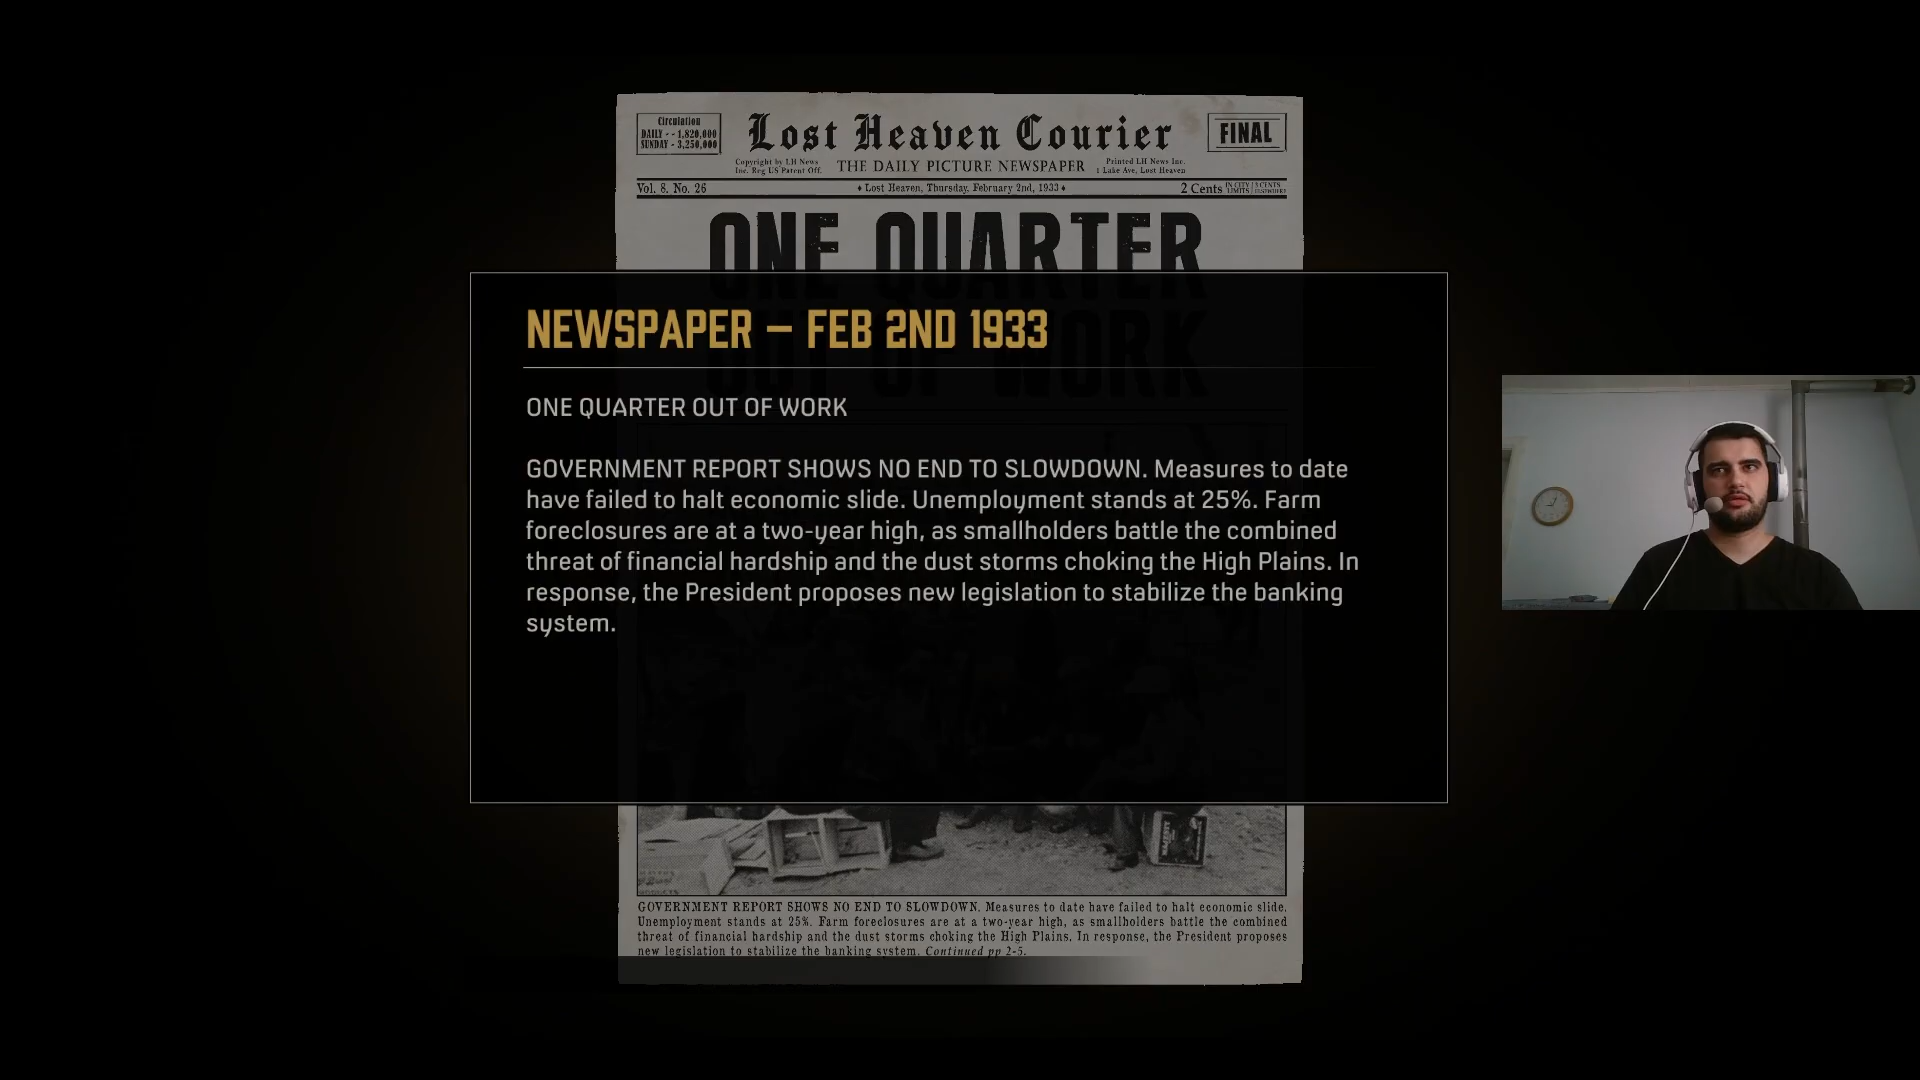 Circulation
DAILY - - 1,820,000
SUNDAY - 3,250,000
Lost Heaven Courier
FINAL
Copyright by LH News
Inc. Reg US Patent Off.
THE DAILY PICTURE NEWSPAPER
Printed LH News Inc.
1 Lake Ave, Lost Heaven
Vol. 8. No. 26
Lost Heaven, Thursday, February 2nd, 1933
2 Cents
IN CITY LIMITS
3 CENTS ELSEWHERE
ONE QUARTER
OUT OF WORK
NEWSPAPER – FEB 2ND 1933
ONE QUARTER OUT OF WORK
GOVERNMENT REPORT SHOWS NO END TO SLOWDOWN. Measures to date
have failed to halt economic slide. Unemployment stands at 25%. Farm
foreclosures are at a two-year high, as smallholders battle the combined
threat of financial hardship and the dust storms choking the High Plains. In
response, the President proposes new legislation to stabilize the banking
system.
GOVERNMENT REPORT SHOWS NO END TO SLOWDOWN. Measures to date have failed to halt economic slide.
Unemployment stands at 25%. Farm foreclosures are at a two-year high, as smallholders battle the combined
threat of financial hardship and the dust storms choking the High Plains. In response, the President proposes
new legislation to stabilize the banking system. Continued pp 2-5.